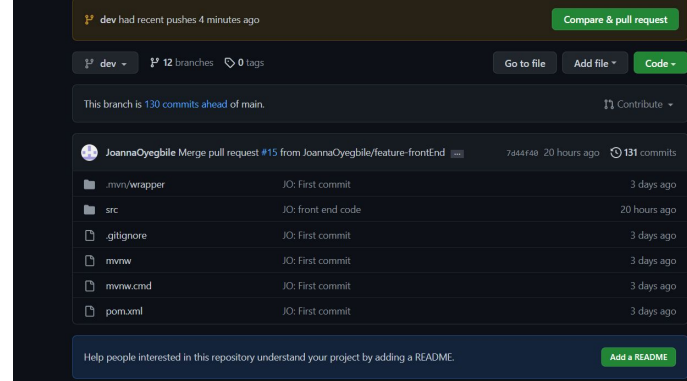 dev had recent pushes 4 minutes ago Compare & pull request
dev 12 branches 0 tags Go to file Add file Code
This branch is 130 commits ahead of main. Contribute
JoannaOyegbile Merge pull request #15 from JoannaOyegbile/feature-frontEnd ... 7d44f40 20 hours ago 131 commits
.mvn/wrapper JO: First commit 3 days ago
src JO: front end code 20 hours ago
.gitignore JO: First commit 3 days ago
mvnw JO: First commit 3 days ago
mvnw.cmd JO: First commit 3 days ago
pom.xml JO: First commit 3 days ago
Help people interested in this repository understand your project by adding a README. Add a README